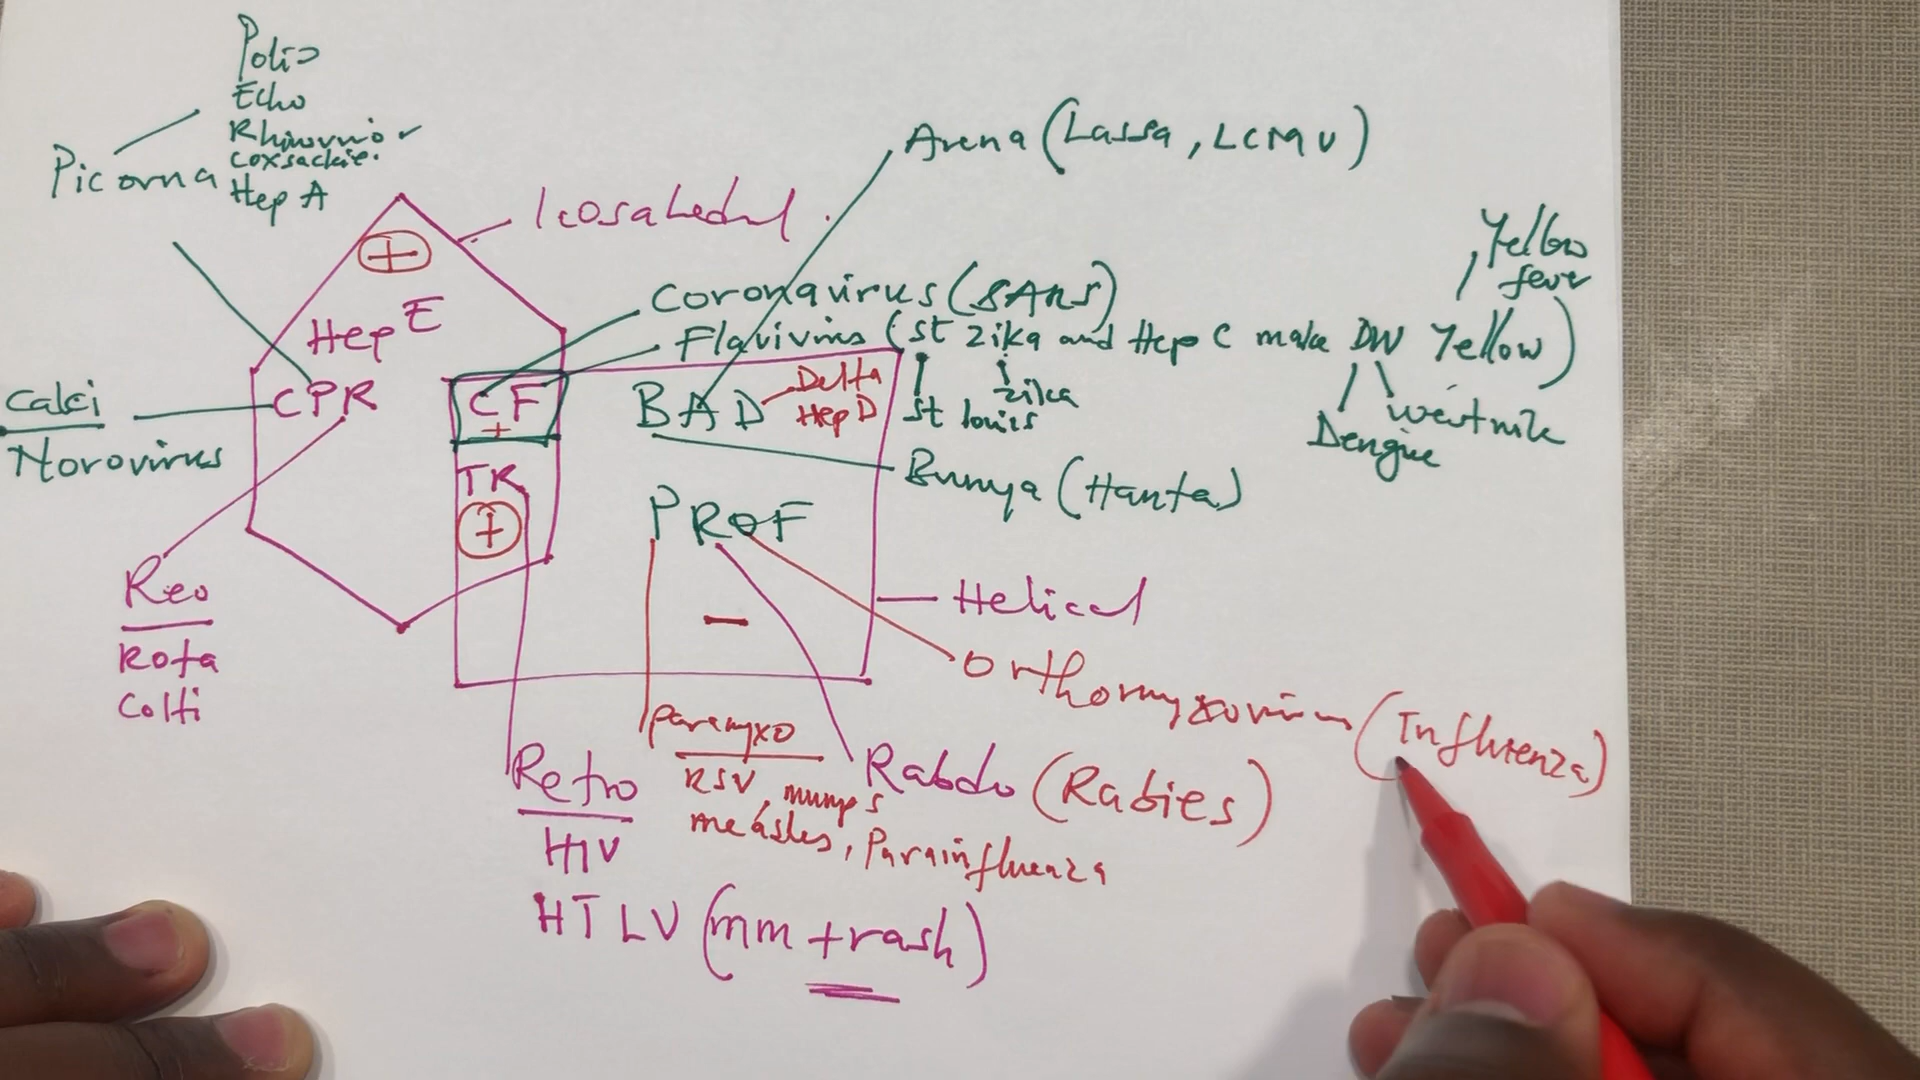 Polio
Echo
Rhinoviru
coxsackie.
Hep A
Picorna
Icosahedral
Arena (Lassa, LCMV)
Yellow
fever
+
Hep E
Coronavirus (SARS)
Flavivirus (St Zika and Hep C make DW Yellow)
Calci
Norovirus
CPR
CF
+
BAD
Delta
Hep D
St louis
zika
Dengue
westnile
Bunya (Hanta)
TR
+
PROF
-
Helical
Reo
Rota
Colti
Orthomyxovirus (Influenza)
Paramyxo
RSV, mumps
measles, Parainfluenza
Rabdo (Rabies)
Retro
HIV
HTLV (mm + rash)